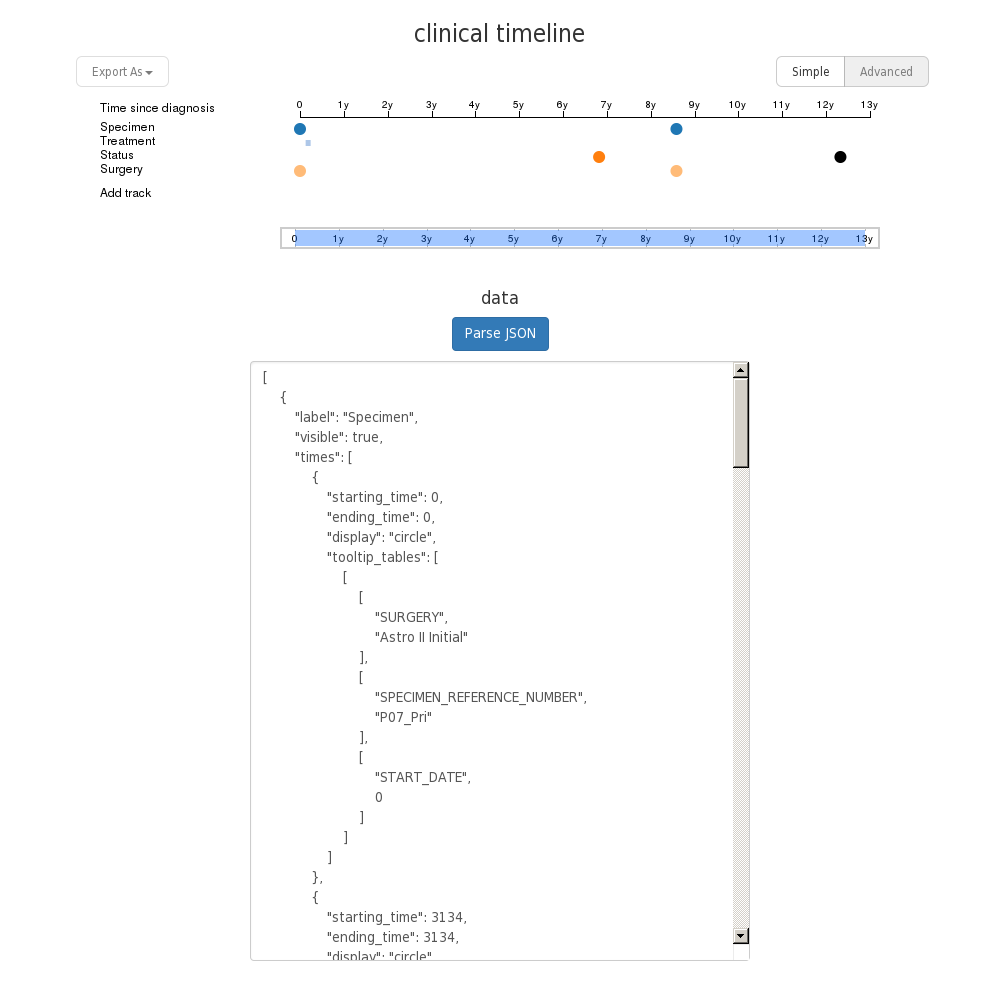 clinical timeline
Export As
Simple Advanced
Time since diagnosis 0 1y 2y 3y 4y 5y 6y 7y 8y 9y 10y 11y 12y 13y
Specimen
Treatment
Status
Surgery
Add track
0 1y 2y 3y 4y 5y 6y 7y 8y 9y 10y 11y 12y 13y
data
Parse JSON
[
{
"label": "Specimen",
"visible": true,
"times": [
{
"starting_time": 0,
"ending_time": 0,
"display": "circle",
"tooltip_tables": [
[
[
"SURGERY",
"Astro II Initial"
],
[
"SPECIMEN_REFERENCE_NUMBER",
"P07_Pri"
],
[
"START_DATE",
0
]
]
]
},
{
"starting_time": 3134,
"ending_time": 3134,
"display": "circle"